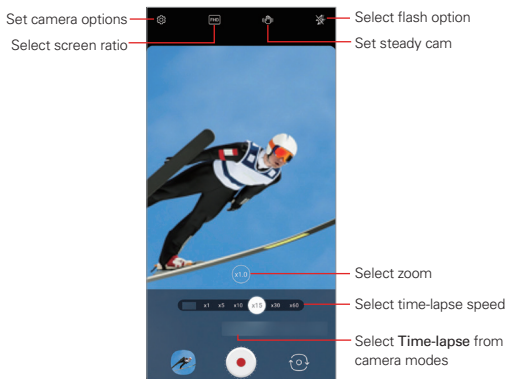 Set camera options
Select screen ratio
FHD
Select flash option
Set steady cam
x1.0
Select zoom
x1 x5 x10 x15 x30 x60
Select time-lapse speed
Select Time-lapse from
camera modes